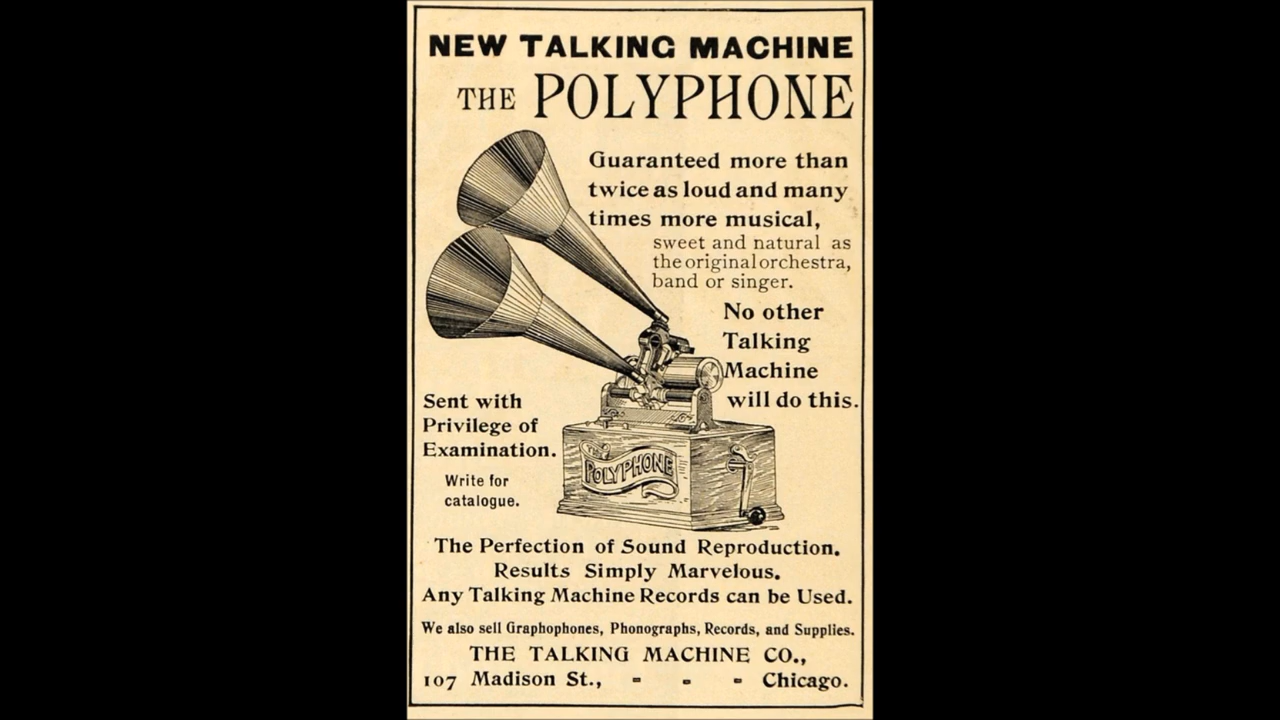 NEW TALKING MACHINE
THE POLYPHONE
Guaranteed more than
twice as loud and many
times more musical,
sweet and natural as
the original orchestra,
band or singer.
No other
Talking
Machine
will do this.
Sent with
Privilege of
Examination.
Write for
catalogue.
THE
POLYPHONE
The Perfection of Sound Reproduction.
Results Simply Marvelous.
Any Talking Machine Records can be Used.
We also sell Graphophones, Phonographs, Records, and Supplies.
THE TALKING MACHINE CO.,
107 Madison St., - - - Chicago.